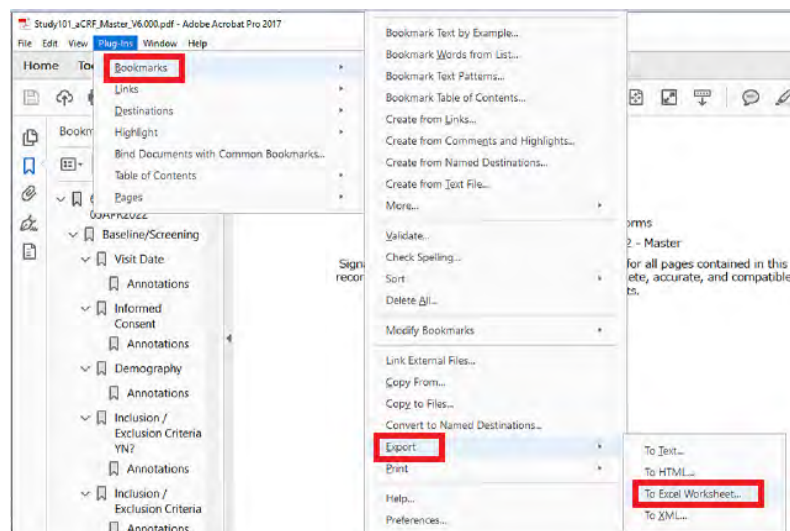 Study101_aCRF_Master_V6.000.pdf - Adobe Acrobat Pro 2017
File Edit View Plug-Ins Window Help
Home
Bookmarks
Links
Destinations
Highlight
Bind Documents with Common Bookmarks...
Table of Contents
Pages
Bookmark Text by Example...
Bookmark Words from List...
Bookmark Text Patterns...
Bookmark Table of Contents...
Create from Links...
Create from Comments and Highlights...
Create from Named Destinations...
Create from Text File...
More...
Validate...
Check Spelling...
Sort
Delete All...
Modify Bookmarks
Link External Files...
Copy From...
Copy to Files...
Convert to Named Destinations...
Export
Print
Help...
Preferences...
To Text...
To HTML...
To Excel Worksheet...
To XML...
Baseline/Screening
Visit Date
Annotations
Informed
Consent
Annotations
Demography
Annotations
Inclusion /
Exclusion Criteria
YN?
Annotations
Inclusion /
Exclusion Criteria
Annotations
2 - Master
for all pages contained in this
accurate, and compatible